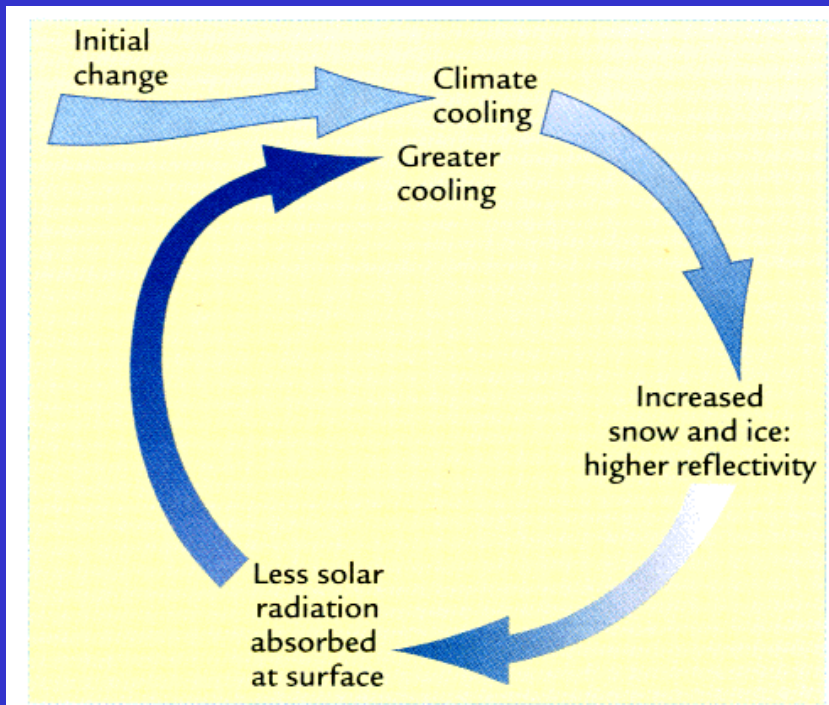 Initial
change
Climate
cooling
Greater
cooling
Increased
snow and ice:
higher reflectivity
Less solar
radiation
absorbed
at surface